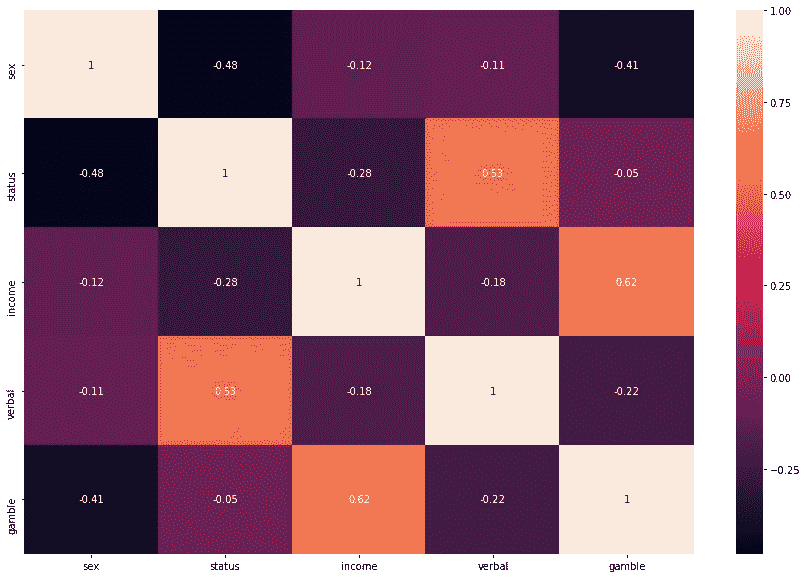 sex 1 -0.48 -0.12 -0.11 -0.41
status -0.48 1 -0.28 0.53 -0.05
income -0.12 -0.28 1 -0.18 0.62
verbal -0.11 0.53 -0.18 1 -0.22
gamble -0.41 -0.05 0.62 -0.22 1
sex status income verbal gamble
1.00
0.75
0.50
0.25
0.00
-0.25